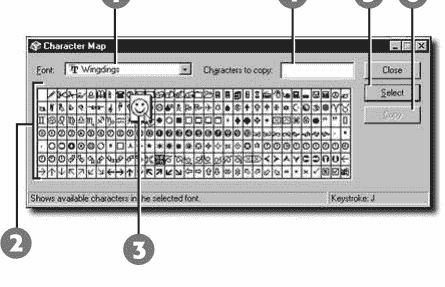 Character Map
Font: Wingdings Characters to copy: Close
Select
Copy
2
3
Shows available characters in the selected font. Keystroke: J